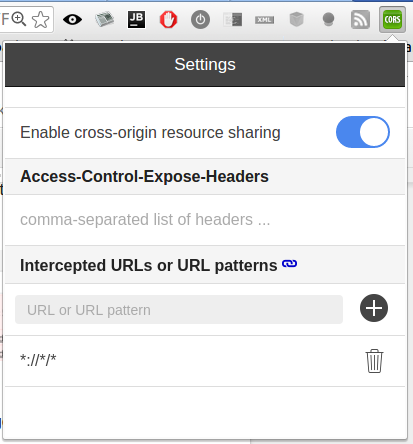 F
JB
XML
CORS
Settings
Enable cross-origin resource sharing
Access-Control-Expose-Headers
comma-separated list of headers ...
Intercepted URLs or URL patterns
URL or URL pattern
*://*/*